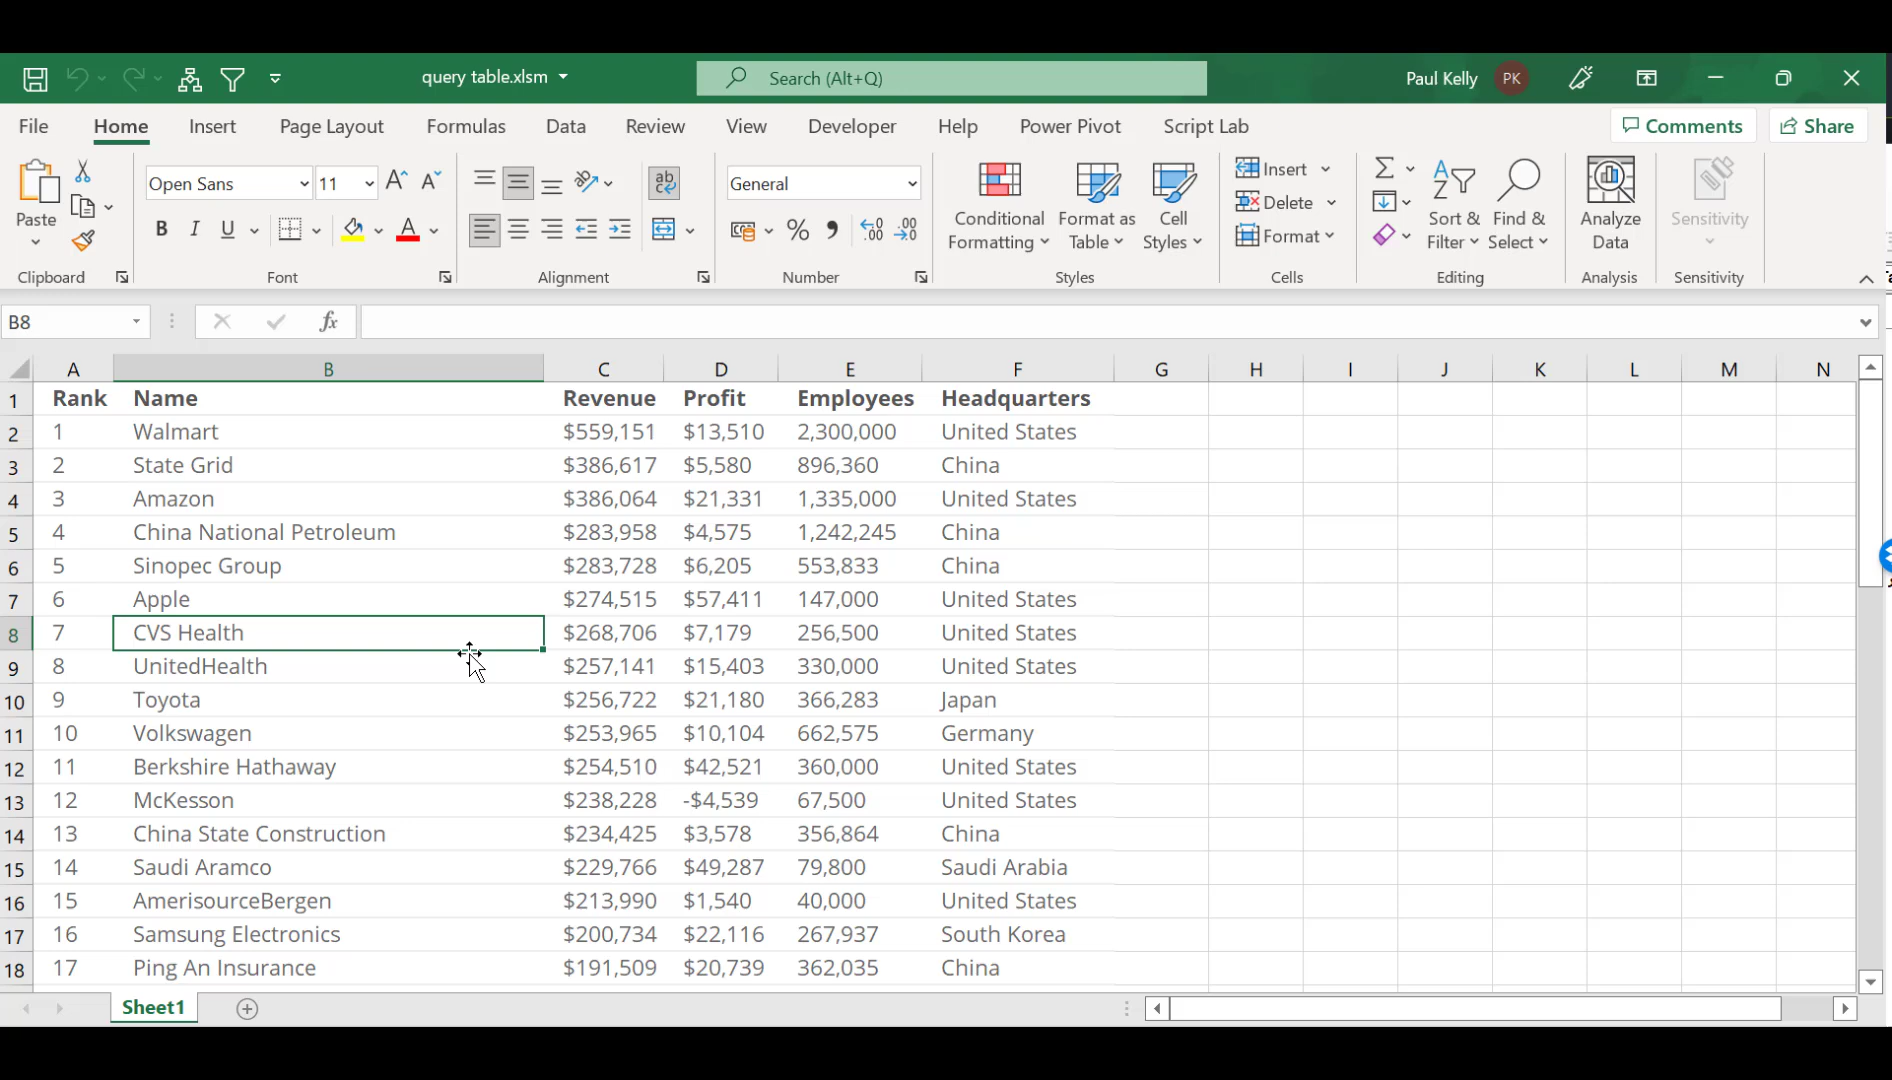 query table.xlsm
Search (Alt+Q)
Paul Kelly PK
File Home Insert Page Layout Formulas Data Review View Developer Help Power Pivot Script Lab Comments Share
Paste
Open Sans 11
B I U A
ab
General
% .00
Conditional Formatting
Format as Table
Cell Styles
Insert
Delete
Format
Sort & Filter
Find & Select
Analyze Data
Sensitivity
Clipboard Font Alignment Number Styles Cells Editing Analysis Sensitivity
B8 fx
A B C D E F G H I J K L M N
1 Rank Name Revenue Profit Employees Headquarters
2 1 Walmart $559,151 $13,510 2,300,000 United States
3 2 State Grid $386,617 $5,580 896,360 China
4 3 Amazon $386,064 $21,331 1,335,000 United States
5 4 China National Petroleum $283,958 $4,575 1,242,245 China
6 5 Sinopec Group $283,728 $6,205 553,833 China
7 6 Apple $274,515 $57,411 147,000 United States
8 7 CVS Health $268,706 $7,179 256,500 United States
9 8 UnitedHealth $257,141 $15,403 330,000 United States
10 9 Toyota $256,722 $21,180 366,283 Japan
11 10 Volkswagen $253,965 $10,104 662,575 Germany
12 11 Berkshire Hathaway $254,510 $42,521 360,000 United States
13 12 McKesson $238,228 -$4,539 67,500 United States
14 13 China State Construction $234,425 $3,578 356,864 China
15 14 Saudi Aramco $229,766 $49,287 79,800 Saudi Arabia
16 15 AmerisourceBergen $213,990 $1,540 40,000 United States
17 16 Samsung Electronics $200,734 $22,116 267,937 South Korea
18 17 Ping An Insurance $191,509 $20,739 362,035 China
Sheet1